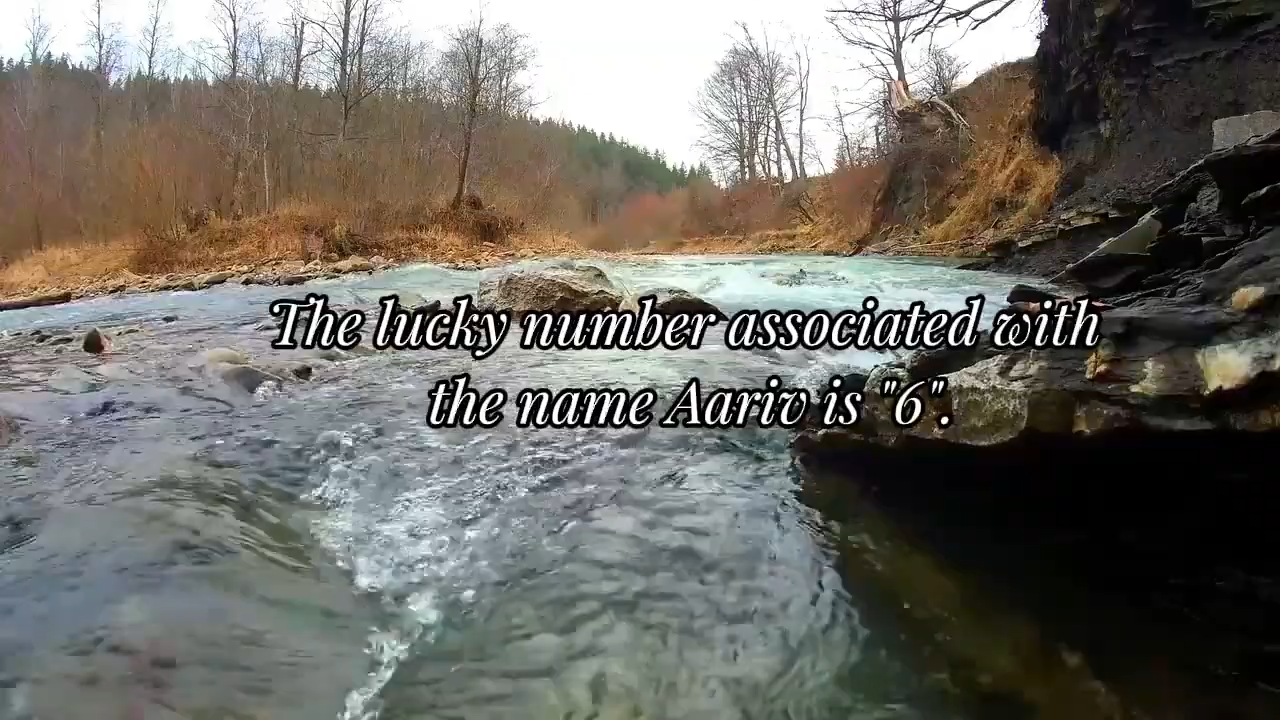 The lucky number associated with
the name Aariv is "6".